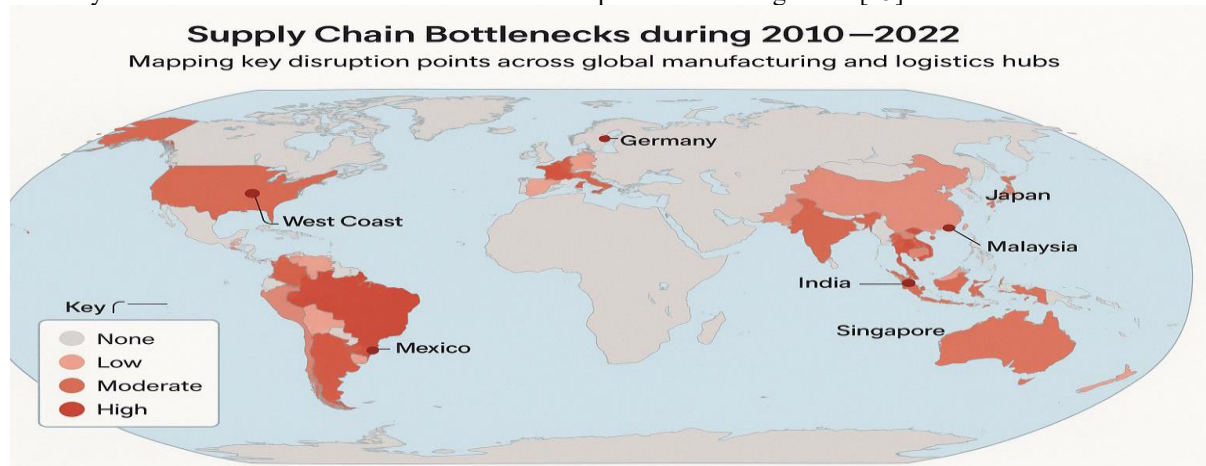 Supply Chain Bottlenecks during 2010—2022
Mapping key disruption points across global manufacturing and logistics hubs
Germany
West Coast
Japan
Malaysia
India
Singapore
Mexico
Key
None
Low
Moderate
High